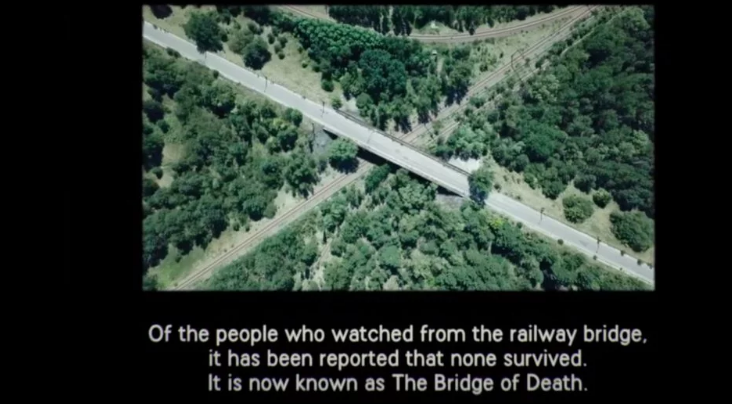 Of the people who watched from the railway bridge,
it has been reported that none survived.
It is now known as The Bridge of Death.